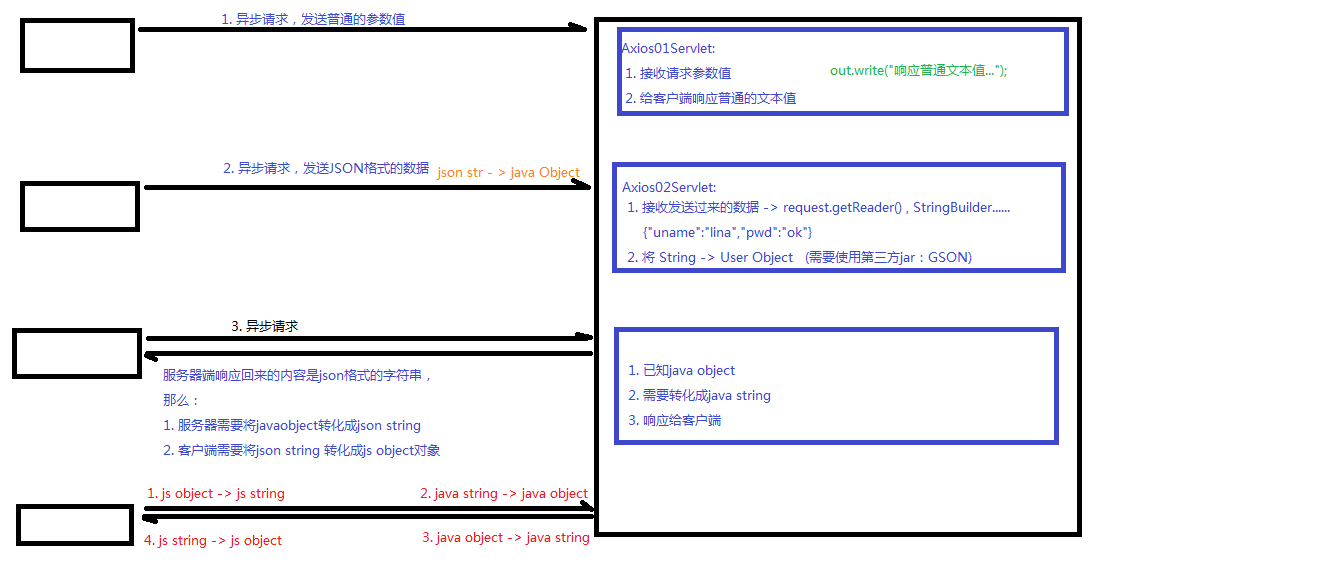 1. 异步请求，发送普通的参数值
Axios01Servlet:
1. 接收请求参数值
out.write("响应普通文本值...");
2. 给客户端响应普通的文本值
2. 异步请求，发送JSON格式的数据
json str - > java Object
Axios02Servlet:
1. 接收发送过来的数据 -> request.getReader() , StringBuilder......
{"uname":"lina","pwd":"ok"}
2. 将 String -> User Object (需要使用第三方jar：GSON)
3. 异步请求
服务器端响应回来的内容是json格式的字符串，
那么：
1. 服务器需要将javaobject转化成json string
2. 客户端需要将json string 转化成js object对象
1. 已知java object
2. 需要转化成java string
3. 响应给客户端
1. js object -> js string
2. java string -> java object
4. js string -> js object
3. java object -> java string